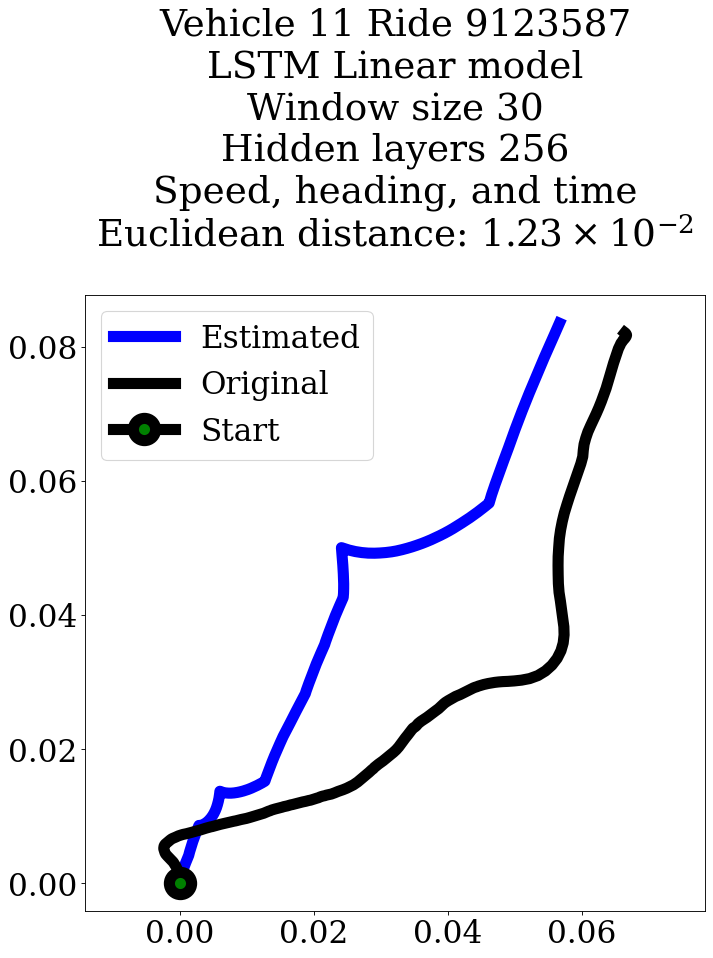 Vehicle 11 Ride 9123587
LSTM Linear model
Window size 30
Hidden layers 256
Speed, heading, and time
Euclidean distance: 1.23 × 10⁻²
Estimated
Original
Start
0.08
0.06
0.04
0.02
0.00
0.00 0.02 0.04 0.06